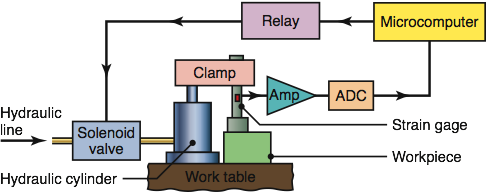 Relay
Microcomputer
Clamp
Amp
ADC
Hydraulic
line
Solenoid
valve
Strain gage
Workpiece
Hydraulic cylinder
Work table